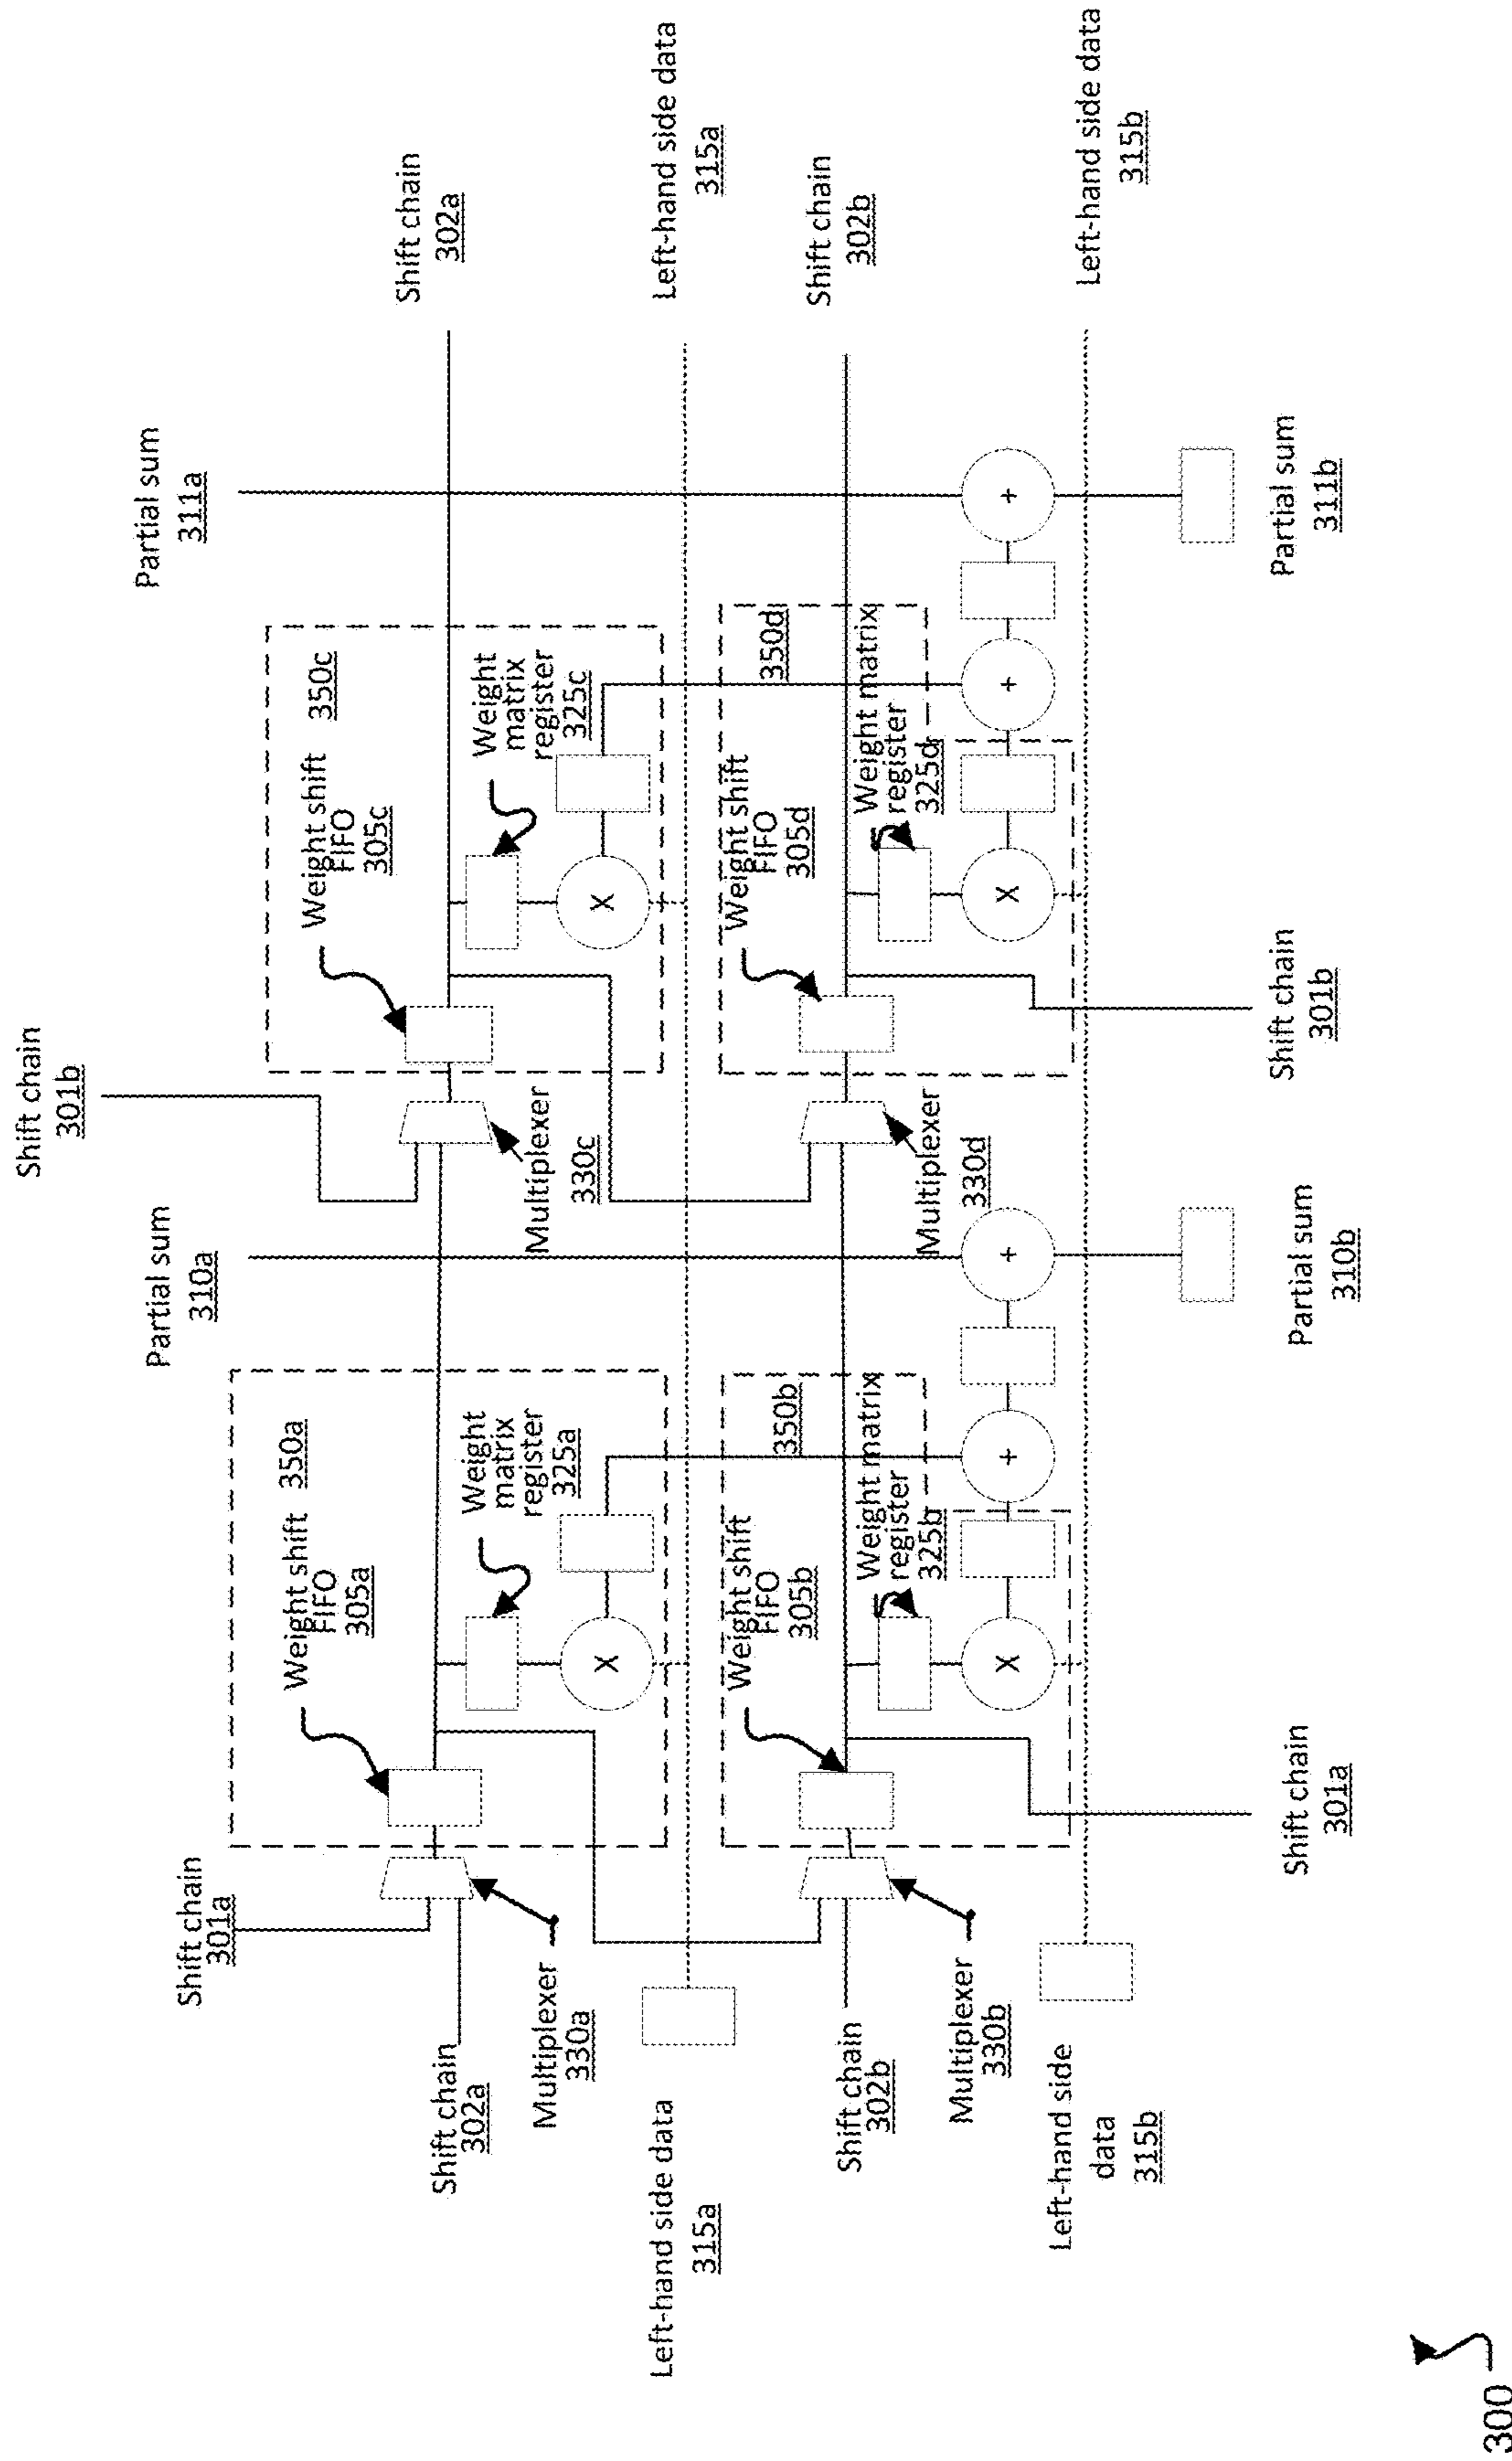 Shift chain
301a
Shift chain
302a
Multiplexer
330a
Left-hand side data
315a
Shift chain
302b
Multiplexer
330b
Left-hand side
data
315b
350a
Weight shift
FIFO
305a
Weight
matrix
register
325a
350b
Weight shift
FIFO
305b
Weight matrix
register
325b
X
X
+
+
Partial sum
310a
Partial sum
310b
Shift chain
301a
Shift chain
301b
Multiplexer
330c
Multiplexer
330d
350c
Weight shift
FIFO
305c
Weight
matrix
register
325c
350d
Weight shift
FIFO
305d
Weight matrix
register
325d
X
X
+
+
Shift chain
301b
Partial sum
311a
Partial sum
311b
Shift chain
302a
Left-hand side data
315a
Shift chain
302b
Left-hand side data
315b
300